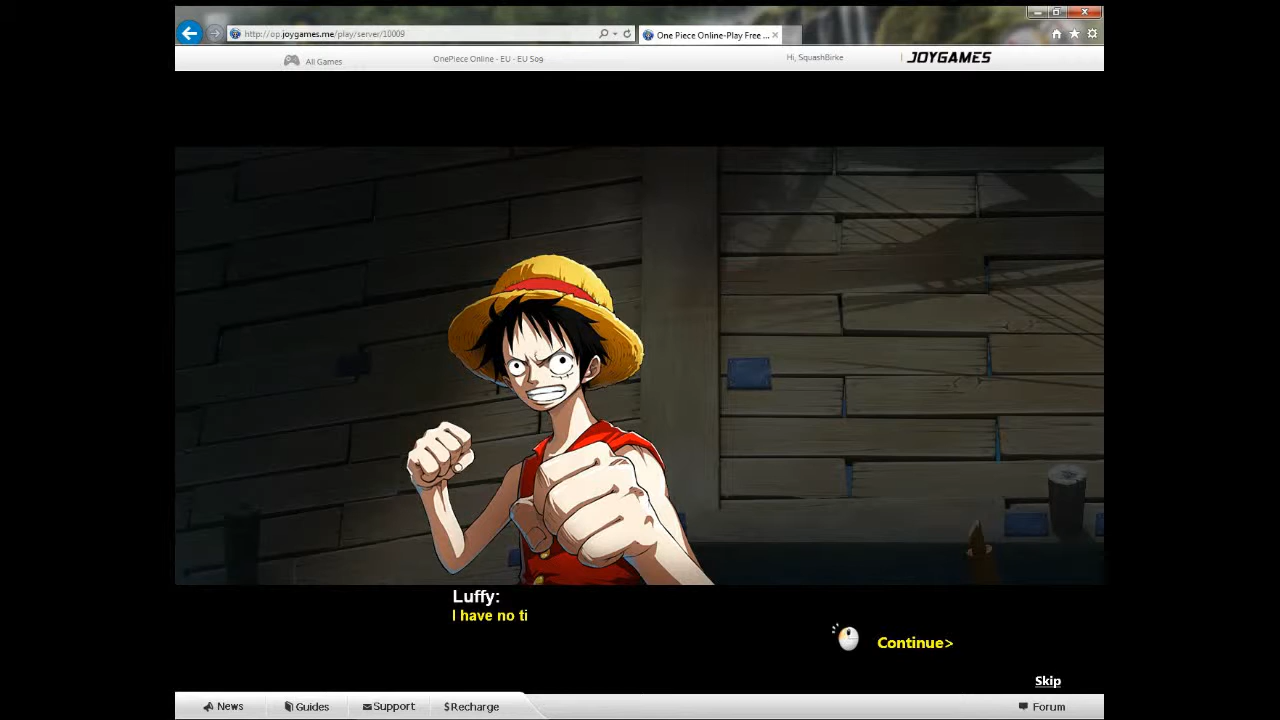 http://op.joygames.me/play/server/10009
One Piece Online-Play Free ...
All Games
OnePiece Online - EU - EU S09
Hi, SquashBirke
JOYGAMES
Luffy:
I have no ti
Continue>
Skip
News
Guides
Support
$Recharge
Forum